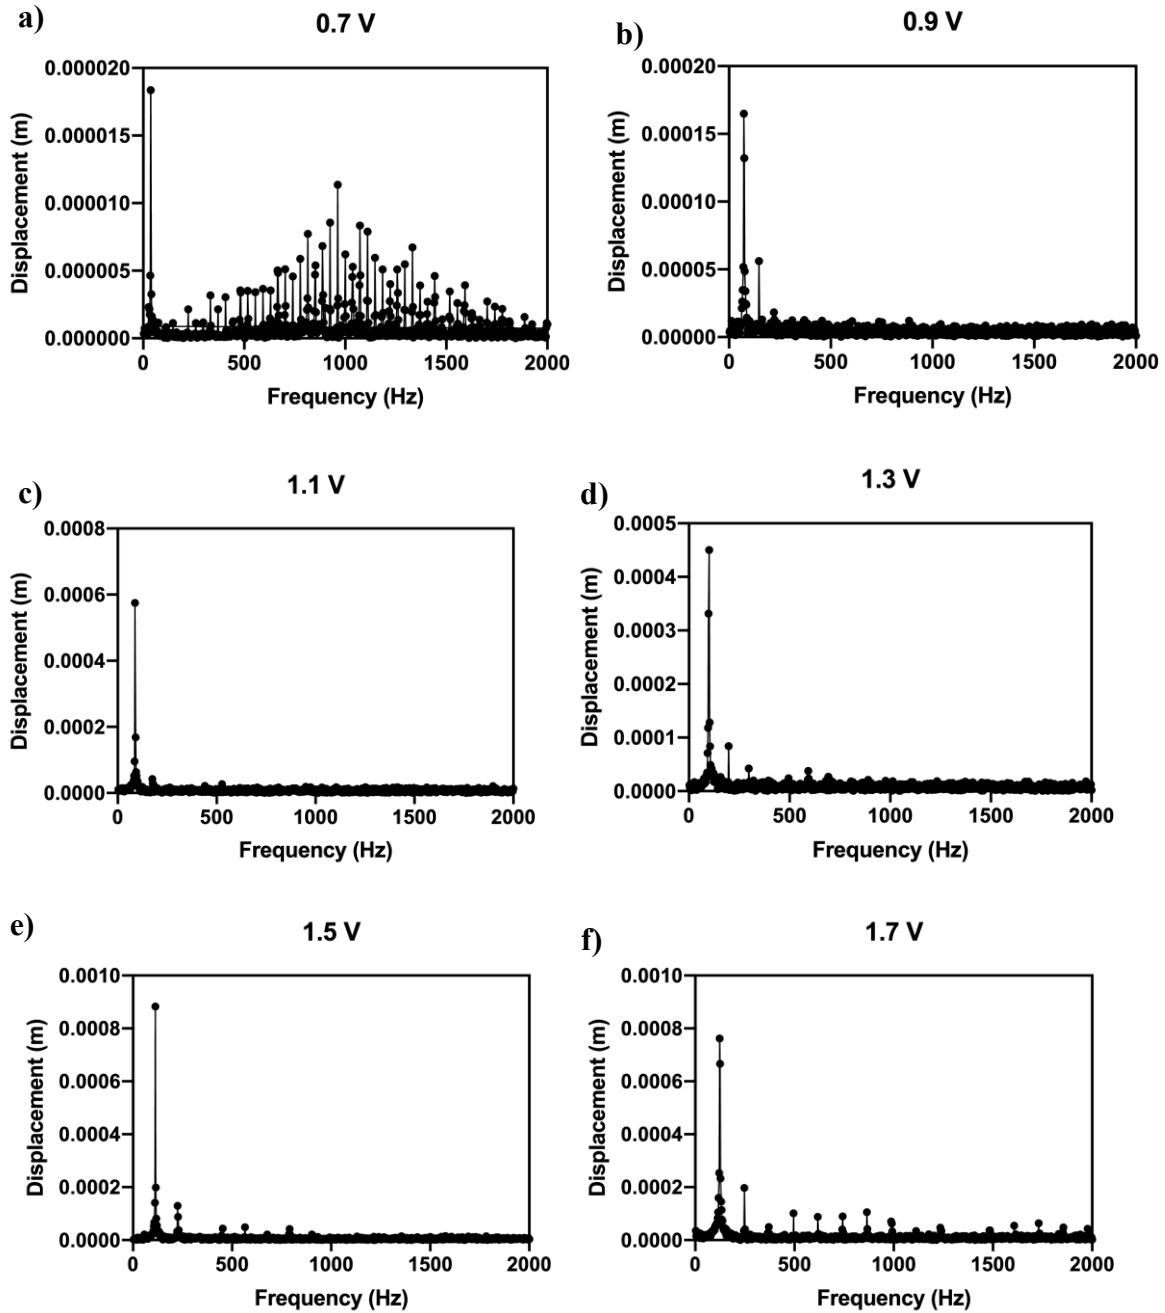 a)
0.7 V
0.000020
0.000015
0.000010
0.000005
0.000000
Displacement (m)
0 500 1000 1500 2000
Frequency (Hz)
b)
0.9 V
0.00020
0.00015
0.00010
0.00005
0.00000
Displacement (m)
0 500 1000 1500 2000
Frequency (Hz)
c)
1.1 V
0.0008
0.0006
0.0004
0.0002
0.0000
Displacement (m)
0 500 1000 1500 2000
Frequency (Hz)
d)
1.3 V
0.0005
0.0004
0.0003
0.0002
0.0001
0.0000
Displacement (m)
0 500 1000 1500 2000
Frequency (Hz)
e)
1.5 V
0.0010
0.0008
0.0006
0.0004
0.0002
0.0000
Displacement (m)
0 500 1000 1500 2000
Frequency (Hz)
f)
1.7 V
0.0010
0.0008
0.0006
0.0004
0.0002
0.0000
Displacement (m)
0 500 1000 1500 2000
Frequency (Hz)